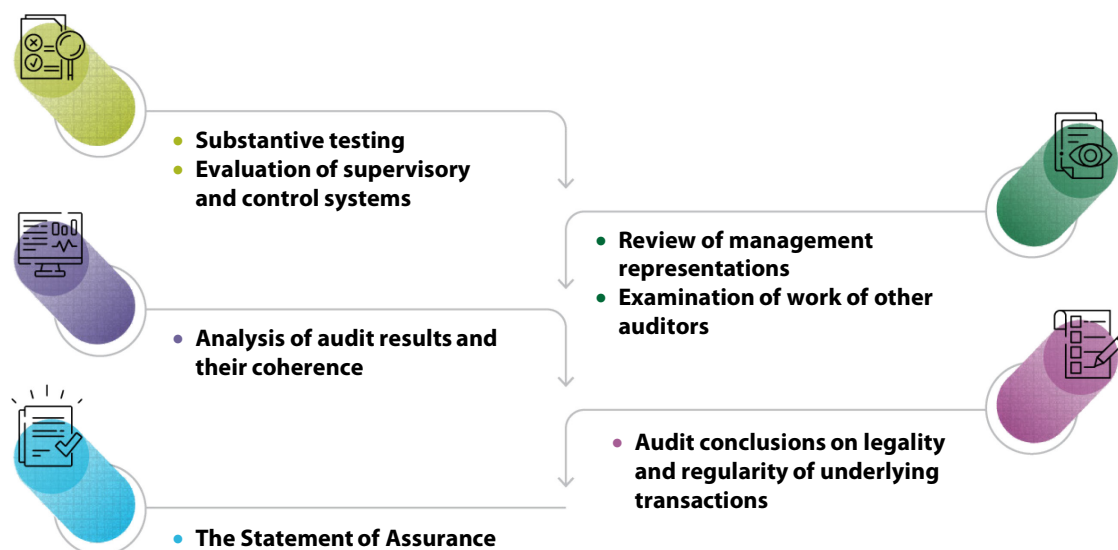 • Substantive testing
• Evaluation of supervisory
and control systems
• Review of management
representations
• Examination of work of other
auditors
• Analysis of audit results and
their coherence
• Audit conclusions on legality
and regularity of underlying
transactions
• The Statement of Assurance